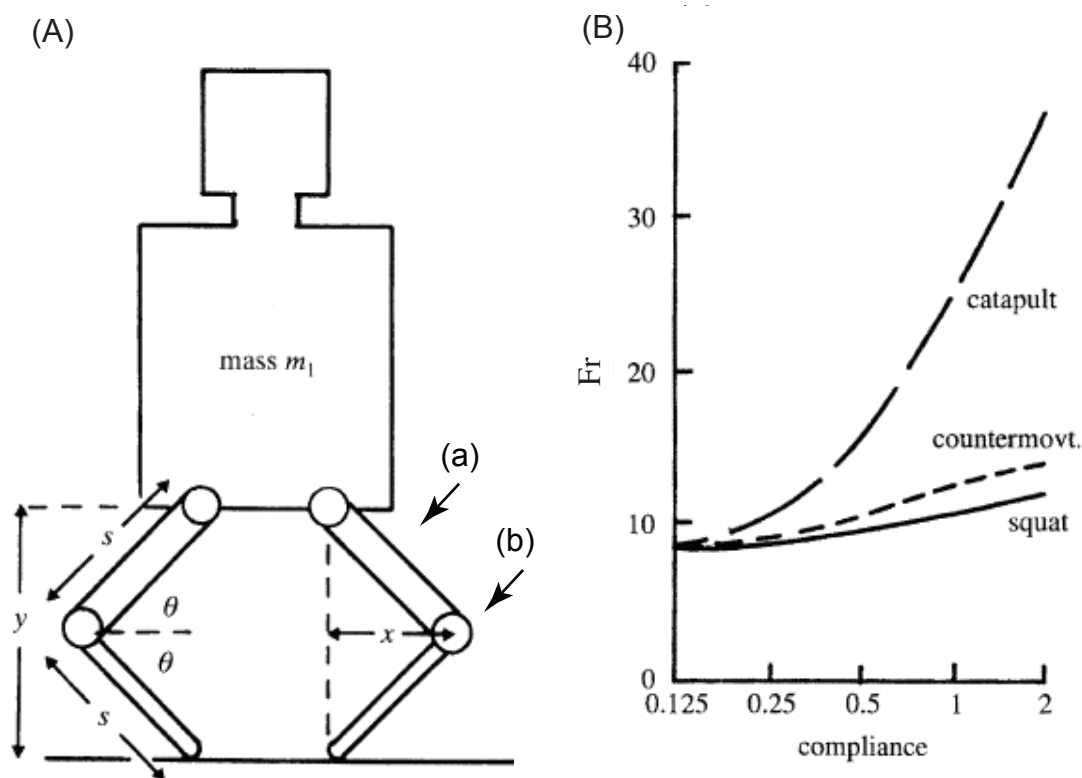 (A)
mass m₁
(a)
(b)
s
θ
y
x
θ
s
(B)
40
30
20
10
0
Fr
catapult
countermovt.
squat
0.125 0.25 0.5 1 2
compliance